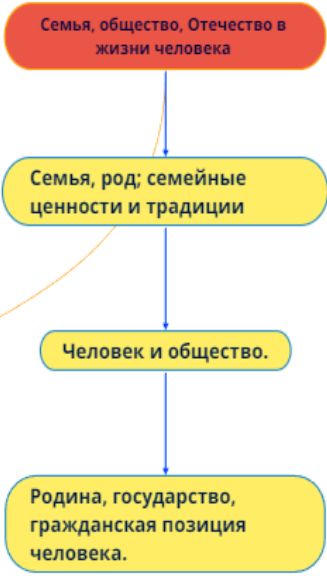 Семья, общество, Отечество в
жизни человека
Семья, род; семейные
ценности и традиции
Человек и общество.
Родина, государство,
гражданская позиция
человека.